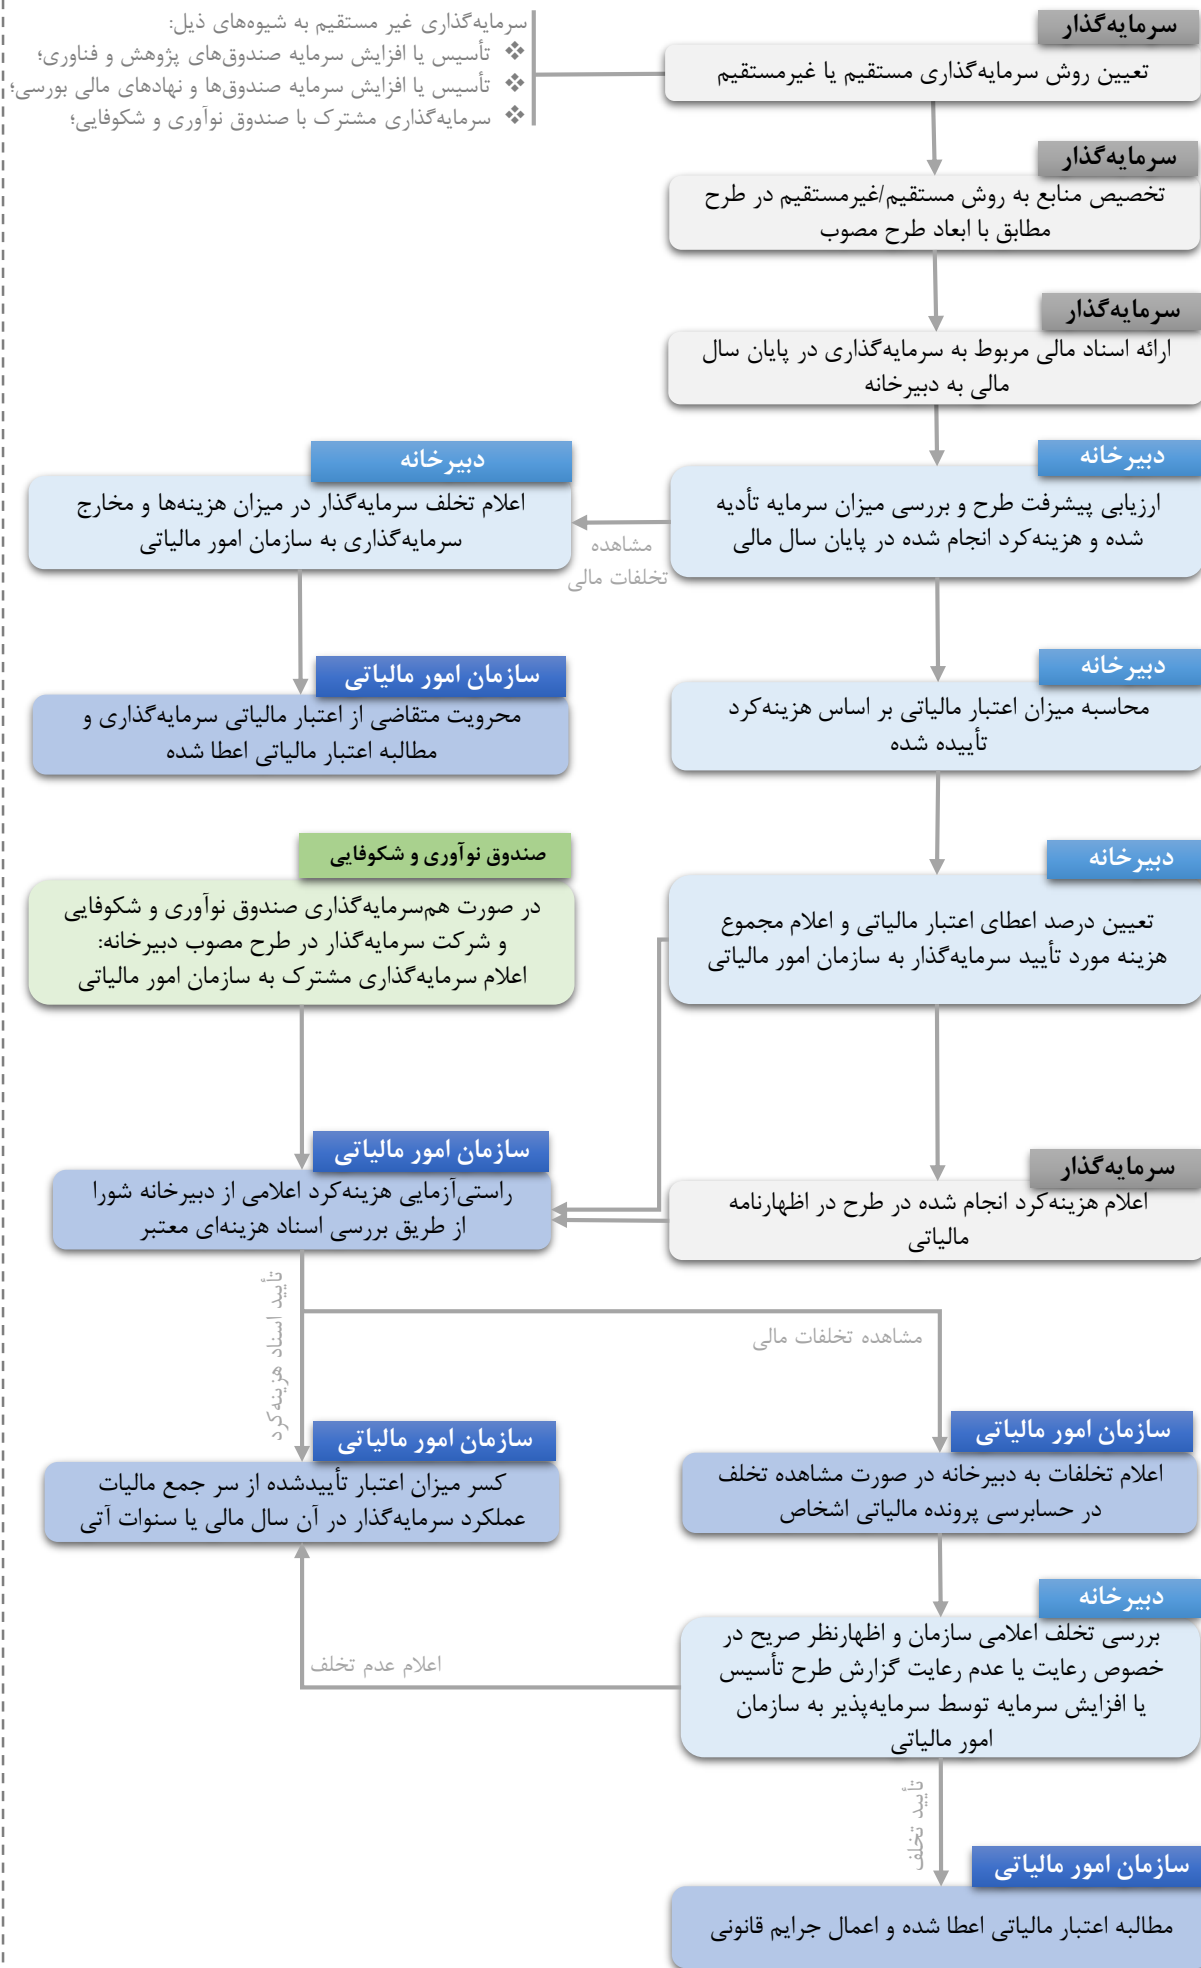 سرمایه‌گذار
تعیین روش سرمایه‌گذاری مستقیم یا غیرمستقیم
سرمایه‌گذاری غیر مستقیم به شیوه‌های ذیل:
❖ تأسیس یا افزایش سرمایه صندوق‌های پژوهش و فناوری؛
❖ تأسیس یا افزایش سرمایه صندوق‌ها و نهادهای مالی بورسی؛
❖ سرمایه‌گذاری مشترک با صندوق نوآوری و شکوفایی؛
سرمایه‌گذار
تخصیص منابع به روش مستقیم/غیرمستقیم در طرح
مطابق با ابعاد طرح مصوب
سرمایه‌گذار
ارائه اسناد مالی مربوط به سرمایه‌گذاری در پایان سال
مالی به دبیرخانه
دبیرخانه
ارزیابی پیشرفت طرح و بررسی میزان سرمایه تأدیه
شده و هزینه‌کرد انجام شده در پایان سال مالی
مشاهده
تخلفات مالی
دبیرخانه
اعلام تخلف سرمایه‌گذار در میزان هزینه‌ها و مخارج
سرمایه‌گذاری به سازمان امور مالیاتی
سازمان امور مالیاتی
محرویت متقاضی از اعتبار مالیاتی سرمایه‌گذاری و
مطالبه اعتبار مالیاتی اعطا شده
دبیرخانه
محاسبه میزان اعتبار مالیاتی بر اساس هزینه‌کرد
تأییده شده
دبیرخانه
تعیین درصد اعطای اعتبار مالیاتی و اعلام مجموع
هزینه مورد تأیید سرمایه‌گذار به سازمان امور مالیاتی
صندوق نوآوری و شکوفایی
در صورت هم‌سرمایه‌گذاری صندوق نوآوری و شکوفایی
و شرکت سرمایه‌گذار در طرح مصوب دبیرخانه:
اعلام سرمایه‌گذاری مشترک به سازمان امور مالیاتی
سرمایه‌گذار
اعلام هزینه‌کرد انجام شده در طرح در اظهارنامه
مالیاتی
سازمان امور مالیاتی
راستی‌آزمایی هزینه‌کرد اعلامی از دبیرخانه شورا
از طریق بررسی اسناد هزینه‌ای معتبر
تأیید اسناد هزینه‌کرد
مشاهده تخلفات مالی
سازمان امور مالیاتی
اعلام تخلفات به دبیرخانه در صورت مشاهده تخلف
در حسابرسی پرونده مالیاتی اشخاص
سازمان امور مالیاتی
کسر میزان اعتبار تأییدشده از سر جمع مالیات
عملکرد سرمایه‌گذار در آن سال مالی یا سنوات آتی
دبیرخانه
بررسی تخلف اعلامی سازمان و اظهارنظر صریح در
خصوص رعایت یا عدم رعایت گزارش طرح تأسیس
یا افزایش سرمایه توسط سرمایه‌پذیر به سازمان
امور مالیاتی
اعلام عدم تخلف
تأیید تخلف
سازمان امور مالیاتی
مطالبه اعتبار مالیاتی اعطا شده و اعمال جرایم قانونی